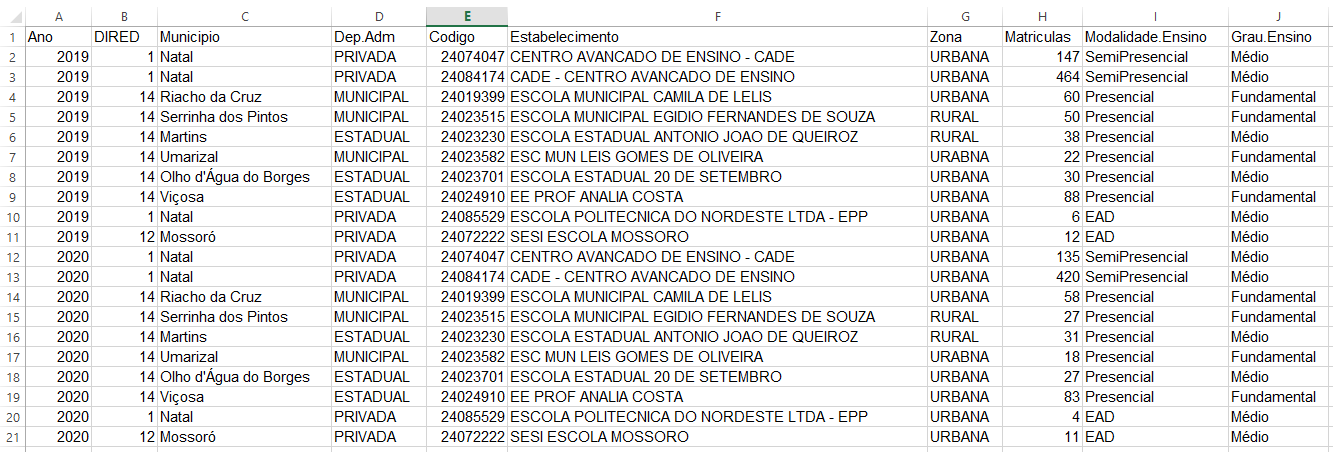 A B C D E F G H I J
1 Ano DIRED Municipio Dep.Adm Codigo Estabelecimento Zona Matriculas Modalidade.Ensino Grau.Ensino
2 2019 1 Natal PRIVADA 24074047 CENTRO AVANCADO DE ENSINO - CADE URBANA 147 SemiPresencial Médio
3 2019 1 Natal PRIVADA 24084174 CADE - CENTRO AVANCADO DE ENSINO URBANA 464 SemiPresencial Médio
4 2019 14 Riacho da Cruz MUNICIPAL 24019399 ESCOLA MUNICIPAL CAMILA DE LELIS URBANA 60 Presencial Fundamental
5 2019 14 Serrinha dos Pintos MUNICIPAL 24023515 ESCOLA MUNICIPAL EGIDIO FERNANDES DE SOUZA RURAL 50 Presencial Fundamental
6 2019 14 Martins ESTADUAL 24023230 ESCOLA ESTADUAL ANTONIO JOAO DE QUEIROZ RURAL 38 Presencial Médio
7 2019 14 Umarizal MUNICIPAL 24023582 ESC MUN LEIS GOMES DE OLIVEIRA URABNA 22 Presencial Fundamental
8 2019 14 Olho d'Água do Borges ESTADUAL 24023701 ESCOLA ESTADUAL 20 DE SETEMBRO URBANA 30 Presencial Médio
9 2019 14 Viçosa ESTADUAL 24024910 EE PROF ANALIA COSTA URBANA 88 Presencial Fundamental
10 2019 1 Natal PRIVADA 24085529 ESCOLA POLITECNICA DO NORDESTE LTDA - EPP URBANA 6 EAD Médio
11 2019 12 Mossoró PRIVADA 24072222 SESI ESCOLA MOSSORO URBANA 12 EAD Médio
12 2020 1 Natal PRIVADA 24074047 CENTRO AVANCADO DE ENSINO - CADE URBANA 135 SemiPresencial Médio
13 2020 1 Natal PRIVADA 24084174 CADE - CENTRO AVANCADO DE ENSINO URBANA 420 SemiPresencial Médio
14 2020 14 Riacho da Cruz MUNICIPAL 24019399 ESCOLA MUNICIPAL CAMILA DE LELIS URBANA 58 Presencial Fundamental
15 2020 14 Serrinha dos Pintos MUNICIPAL 24023515 ESCOLA MUNICIPAL EGIDIO FERNANDES DE SOUZA RURAL 27 Presencial Fundamental
16 2020 14 Martins ESTADUAL 24023230 ESCOLA ESTADUAL ANTONIO JOAO DE QUEIROZ RURAL 31 Presencial Médio
17 2020 14 Umarizal MUNICIPAL 24023582 ESC MUN LEIS GOMES DE OLIVEIRA URABNA 18 Presencial Fundamental
18 2020 14 Olho d'Água do Borges ESTADUAL 24023701 ESCOLA ESTADUAL 20 DE SETEMBRO URBANA 27 Presencial Médio
19 2020 14 Viçosa ESTADUAL 24024910 EE PROF ANALIA COSTA URBANA 83 Presencial Fundamental
20 2020 1 Natal PRIVADA 24085529 ESCOLA POLITECNICA DO NORDESTE LTDA - EPP URBANA 4 EAD Médio
21 2020 12 Mossoró PRIVADA 24072222 SESI ESCOLA MOSSORO URBANA 11 EAD Médio